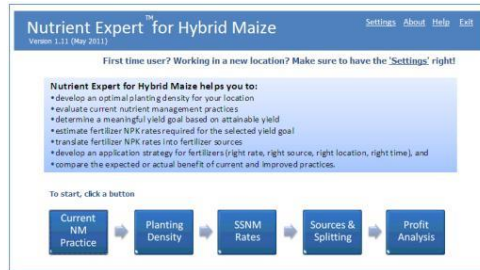 Nutrient Expert™ for Hybrid Maize
Settings About Help Exit
Version 1.11 (May 2011)
First time user? Working in a new location? Make sure to have the 'Settings' right!
Nutrient Expert for Hybrid Maize helps you to:
•develop an optimal planting density for your location
•evaluate current nutrient management practices
•determine a meaningful yield goal based on attainable yield
•estimate fertilizer NPK rates required for the selected yield goal
•translate fertilizer NPK rates into fertilizer sources
•develop an application strategy for fertilizers (right rate, right source, right location, right time), and
•compare the expected or actual benefit of current and improved practices.
To start, click a button
Current
NM
Practice
Planting
Density
SSNM
Rates
Sources &
Splitting
Profit
Analysis